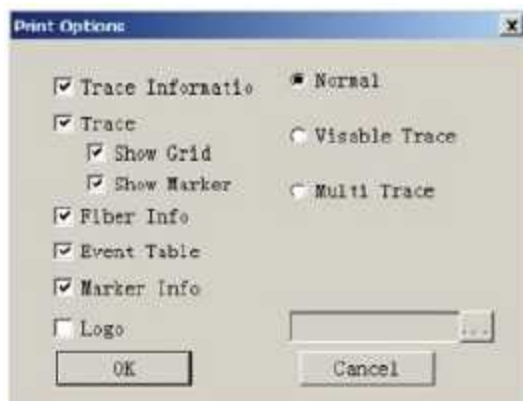 Print Options
Trace Informatio
Trace
Show Grid
Show Marker
Fiber Info
Event Table
Marker Info
Logo
Normal
Visable Trace
Multi Trace
...
OK
Cancel